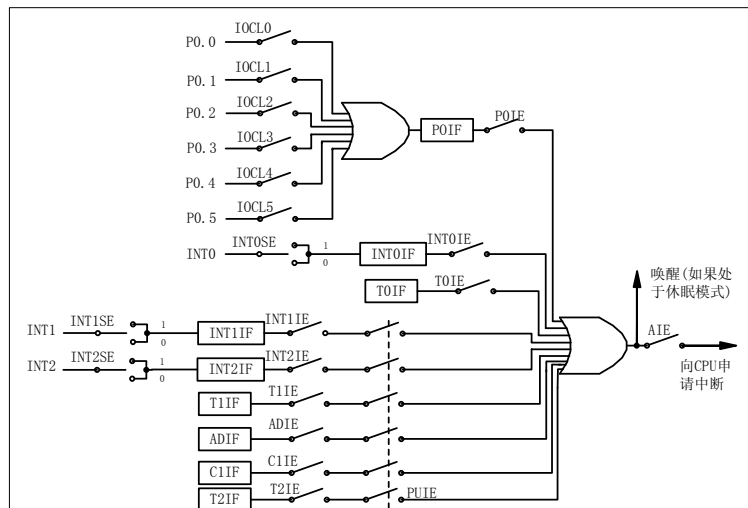 P0.0 IOCL0
P0.1 IOCL1
P0.2 IOCL2
P0.3 IOCL3
P0.4 IOCL4
P0.5 IOCL5
P0IF P0IE
INT0 INT0SE 1 0 INT0IF INT0IE
T0IF T0IE
唤醒(如果处
于休眠模式)
AIE
向CPU申
请中断
INT1 INT1SE 1 0 INT1IF INT1IE
INT2 INT2SE 1 0 INT2IF INT2IE
T1IF T1IE
ADIF ADIE
C1IF C1IE
T2IF T2IE PUIE